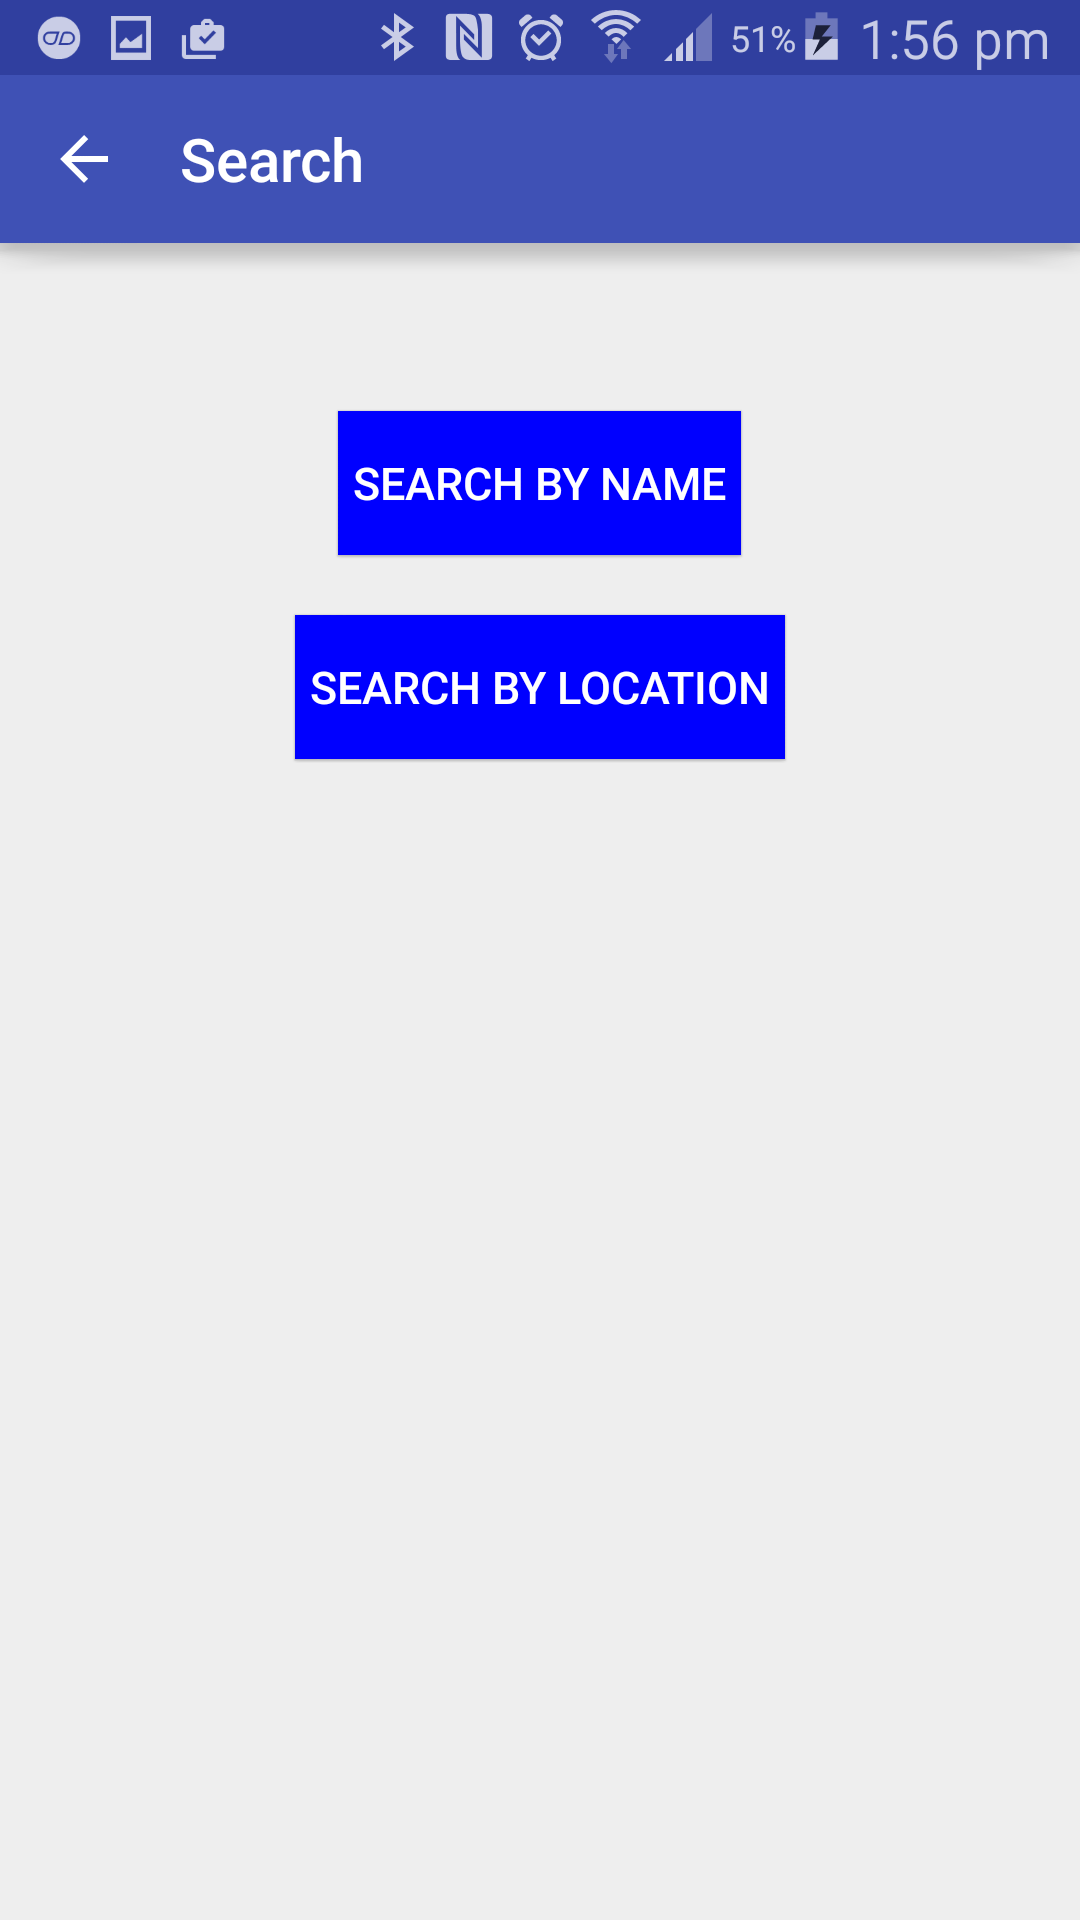 51% 1:56 pm
Search
SEARCH BY NAME
SEARCH BY LOCATION